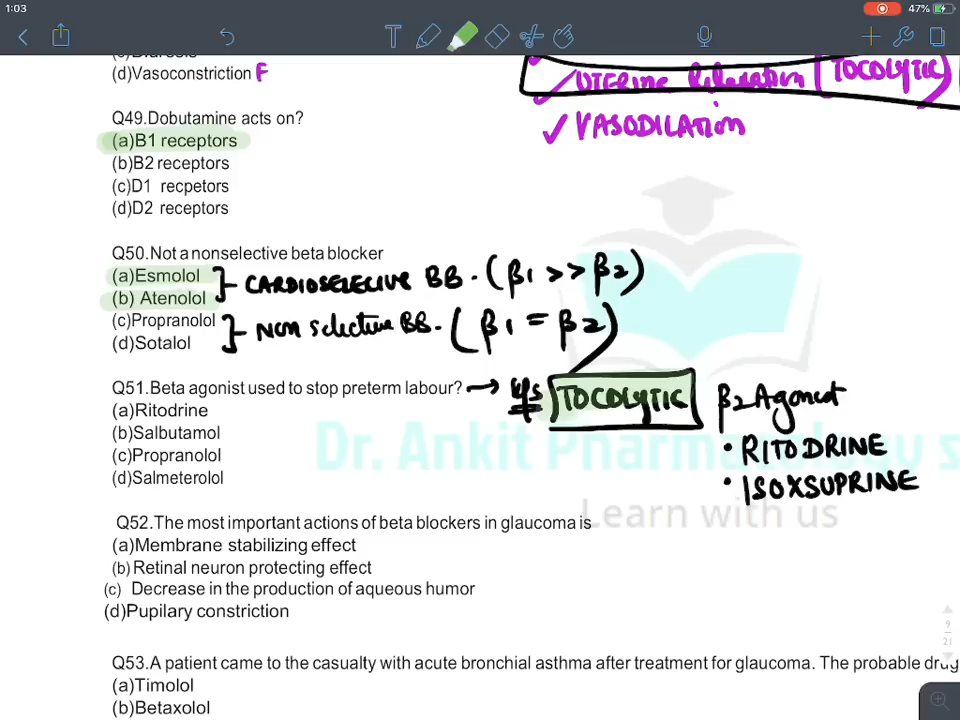 1:03
47%
T
(d)Vasoconstriction F
UTERINE Relaxation (TOCOLYTIC)
✓ VASODILATION
Q49.Dobutamine acts on?
(a)B1 receptors
(b)B2 receptors
(c)D1 recpetors
(d)D2 receptors
Q50.Not a nonselective beta blocker
(a)Esmolol
(b) Atenolol
CARDIOSELECIVE BB. (β1 >> β2)
(c)Propranolol
(d)Sotalol
Non selective BB. (β1 = β2)
Q51.Beta agonist used to stop preterm labour? → TOCOLYTIC
(a)Ritodrine
(b)Salbutamol
(c)Propranolol
(d)Salmeterolol
β2 Agonist
• RITODRINE
• ISOXSUPRINE
Dr. Ankit Pharmacology s
Learn with us
Q52.The most important actions of beta blockers in glaucoma is
(a)Membrane stabilizing effect
(b) Retinal neuron protecting effect
(c) Decrease in the production of aqueous humor
(d)Pupilary constriction
9
21
Q53.A patient came to the casualty with acute bronchial asthma after treatment for glaucoma. The probable drug
(a)Timolol
(b)Betaxolol